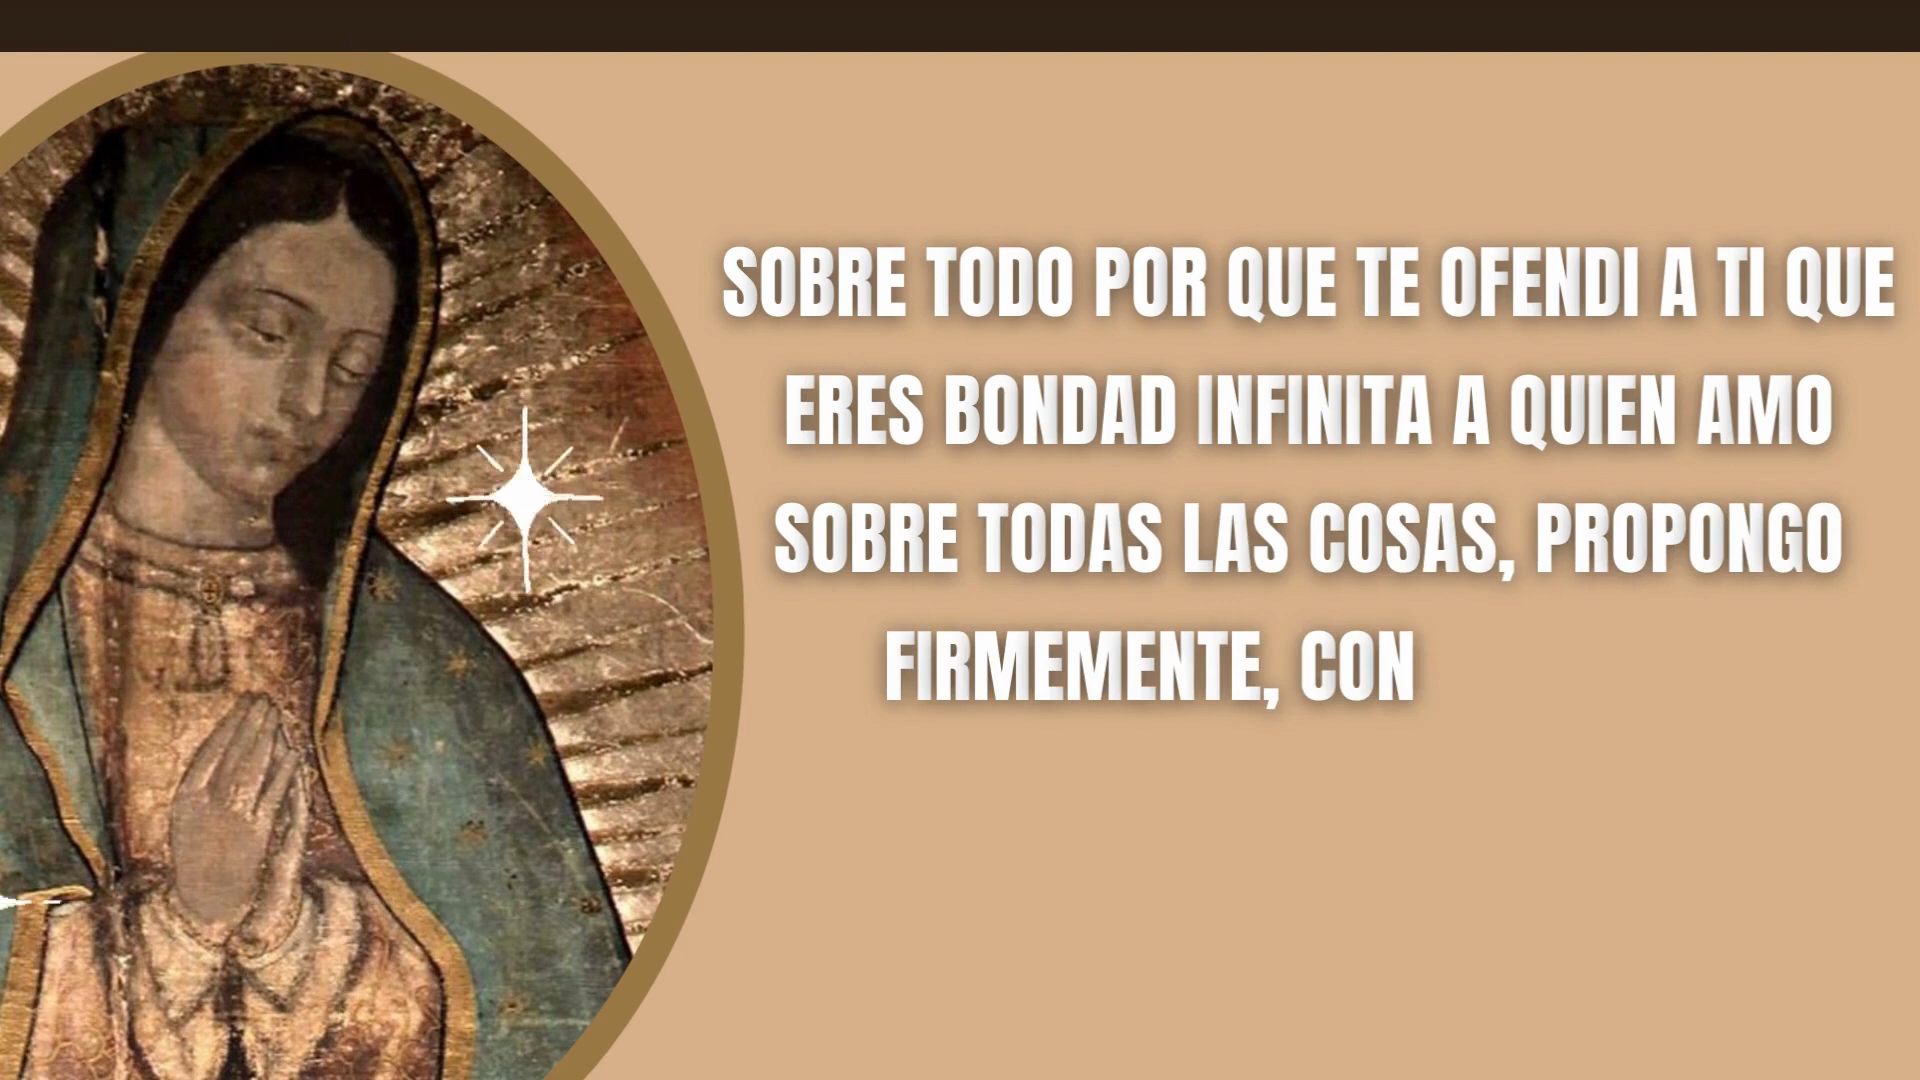 SOBRE TODO POR QUE TE OFENDI A TI QUE
ERES BONDAD INFINITA A QUIEN AMO
SOBRE TODAS LAS COSAS, PROPONGO
FIRMEMENTE, CON